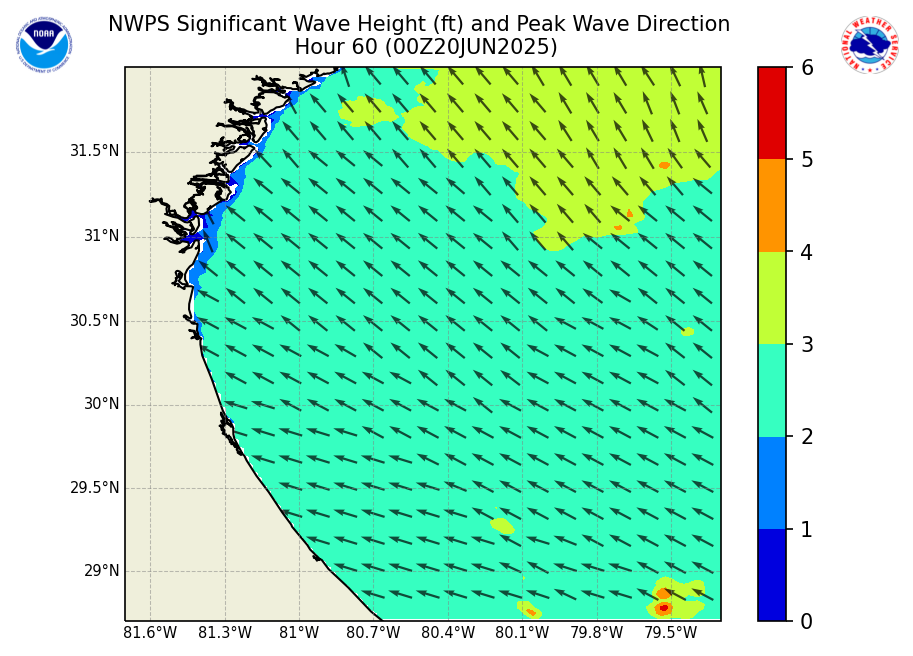 NWPS Significant Wave Height (ft) and Peak Wave Direction
Hour 60 (00Z20JUN2025)
NOAA
NATIONAL WEATHER SERVICE
6
5
4
3
2
1
0
31.5°N
31°N
30.5°N
30°N
29.5°N
29°N
81.6°W 81.3°W 81°W 80.7°W 80.4°W 80.1°W 79.8°W 79.5°W